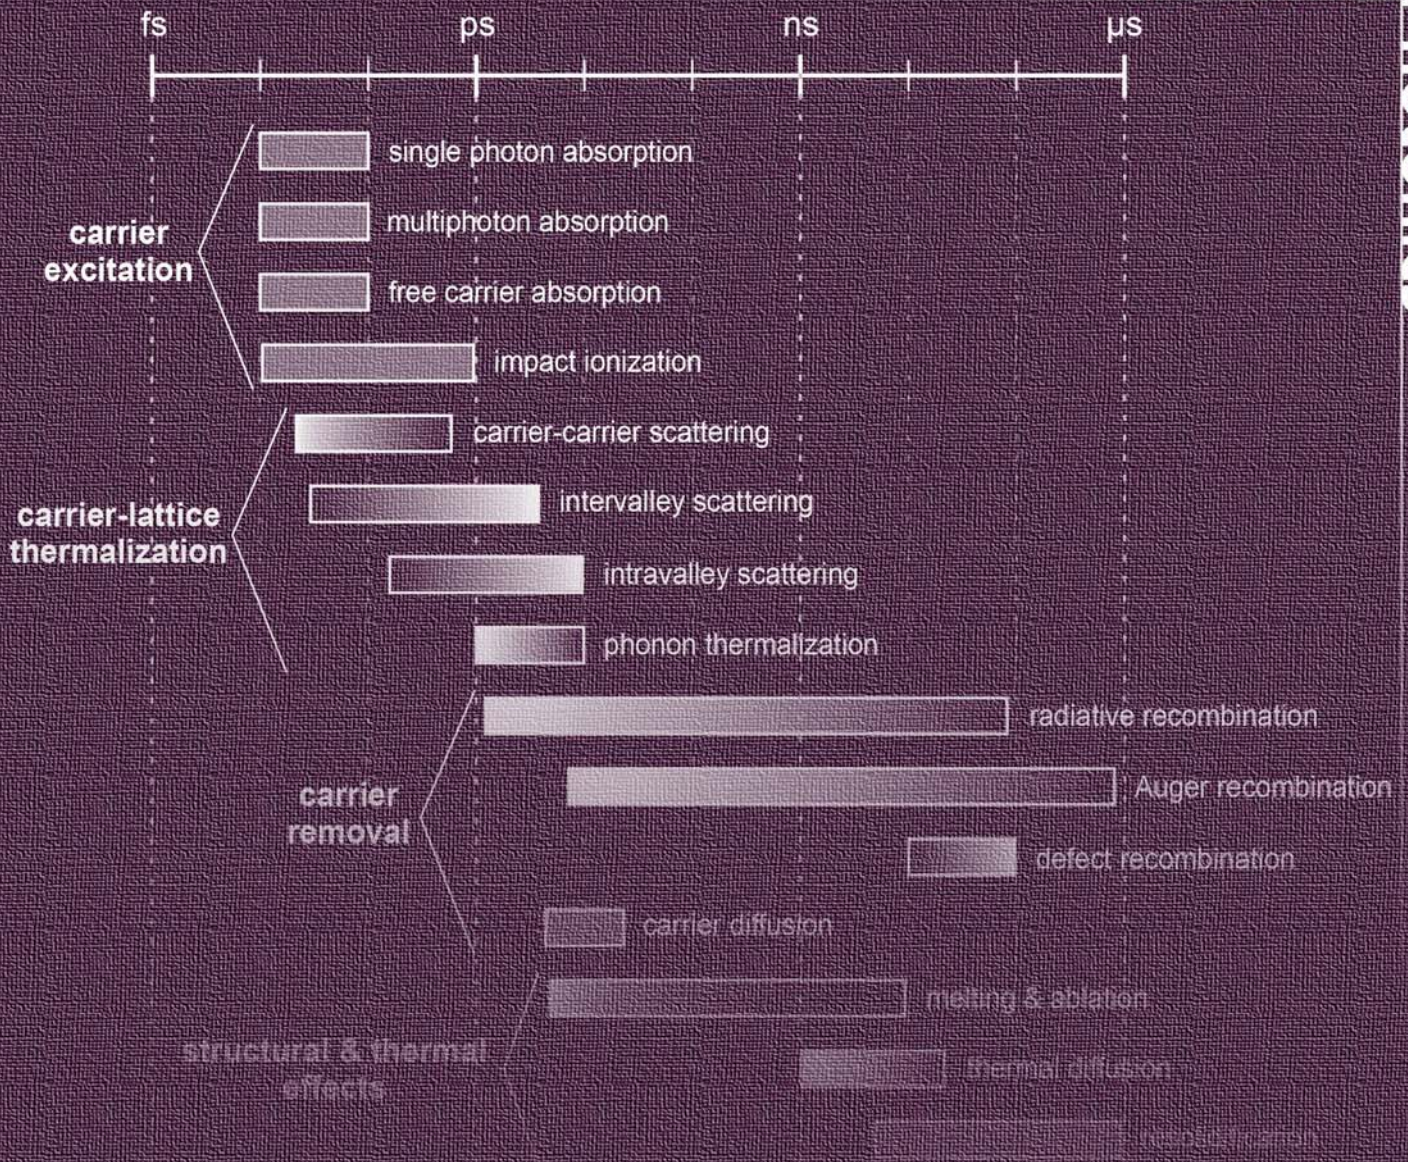 fs ps ns µs
single photon absorption
multiphoton absorption
free carrier absorption
impact ionization
carrier
excitation
carrier-carrier scattering
intervalley scattering
intravalley scattering
phonon thermalization
carrier-lattice
thermalization
radiative recombination
Auger recombination
defect recombination
carrier diffusion
carrier
removal
melting & ablation
thermal diffusion
resolidification
structural & thermal
effects